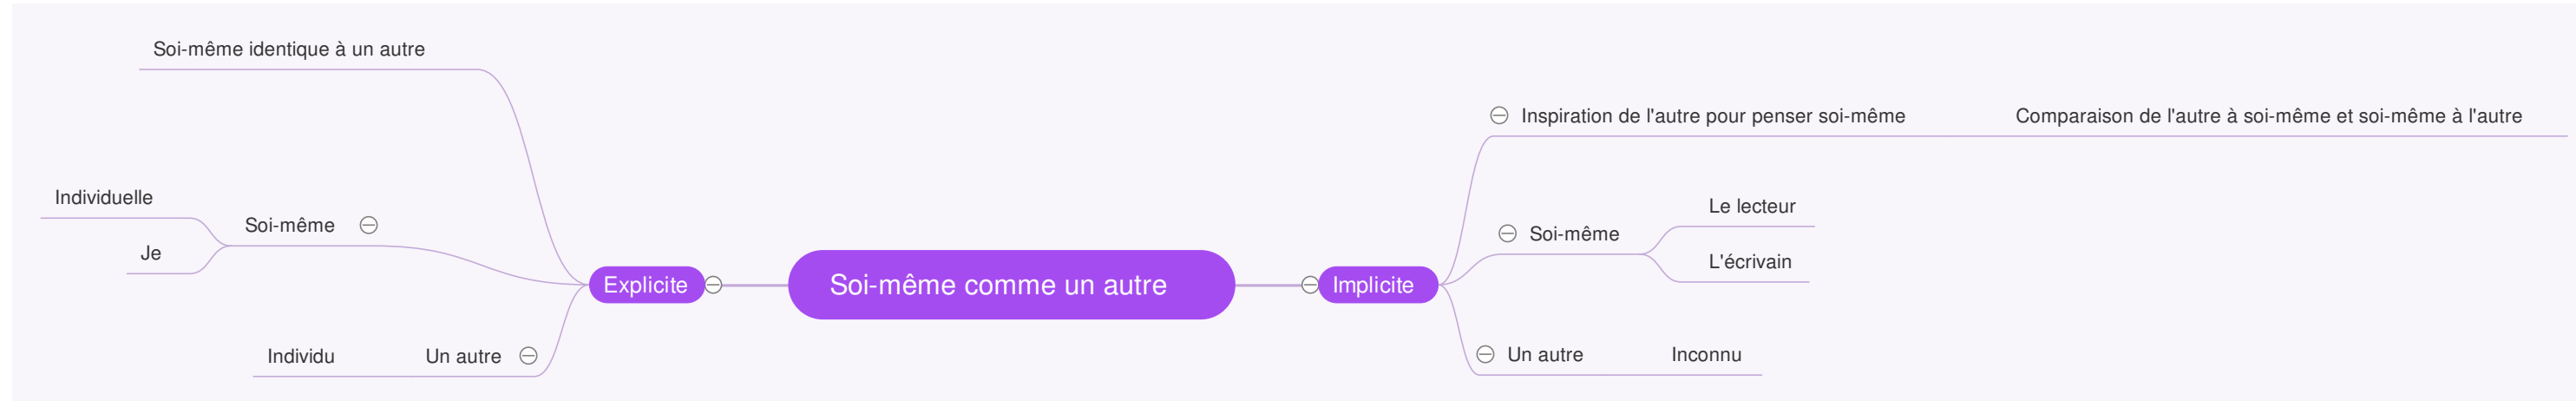 Soi-même identique à un autre
Inspiration de l'autre pour penser soi-même
Comparaison de l'autre à soi-même et soi-même à l'autre
Individuelle
Soi-même
Je
Le lecteur
Soi-même
L'écrivain
Explicite
Soi-même comme un autre
Implicite
Individu
Un autre
Un autre
Inconnu